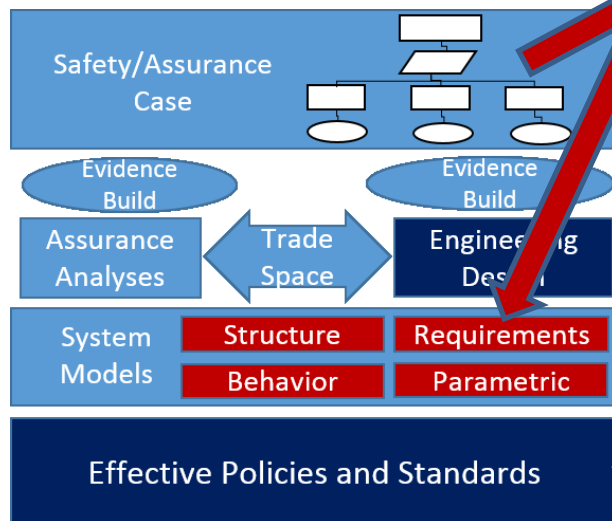 Safety/Assurance
Case
Evidence
Build
Evidence
Build
Assurance
Analyses
Trade
Space
Engineering
System
Models
Structure
Requirements
Behavior
Parametric
Effective Policies and Standards